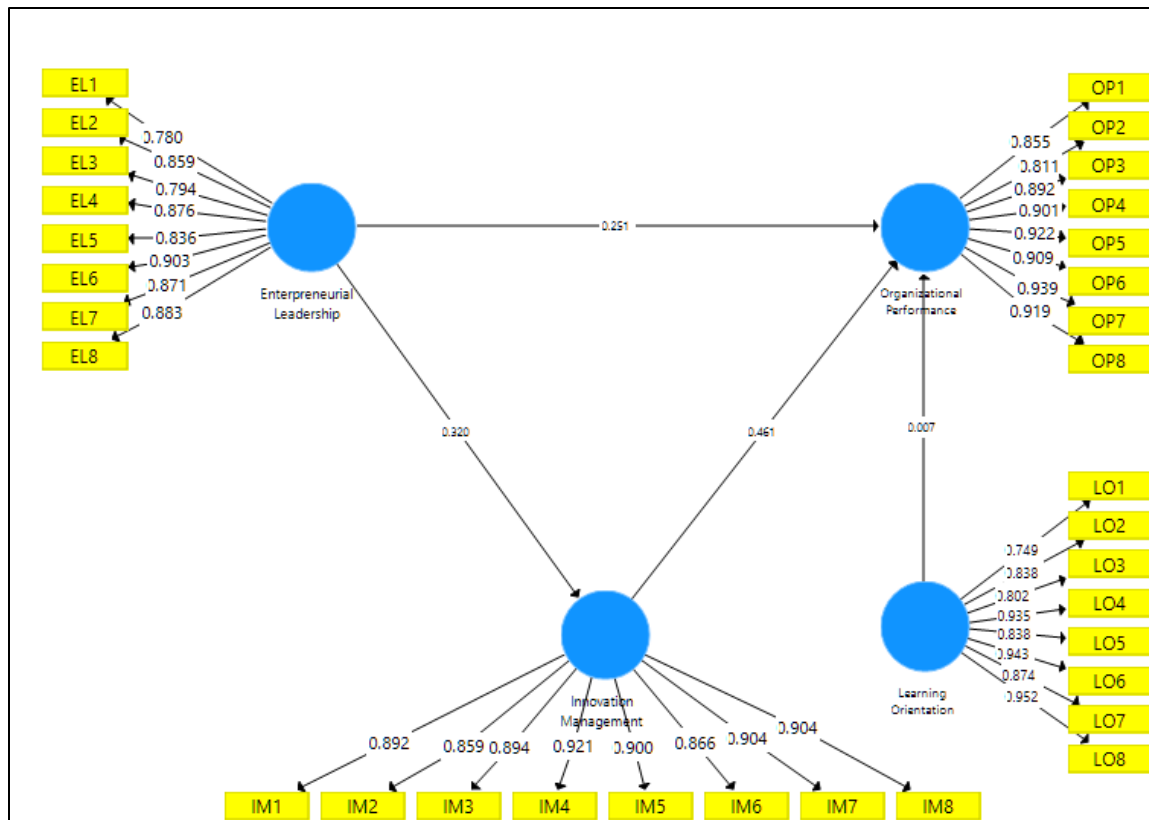 EL1
EL2
EL3
EL4
EL5
EL6
EL7
EL8
0.780
0.859
0.794
0.876
0.836
0.903
0.871
0.883
Enterpreneurial
Leadership
0.251
Organizational
Performance
0.855
0.811
0.892
0.901
0.922
0.909
0.939
0.919
OP1
OP2
OP3
OP4
OP5
OP6
OP7
OP8
0.320
0.461
0.007
Learning
Orientation
0.749
0.838
0.802
0.935
0.838
0.943
0.874
0.952
LO1
LO2
LO3
LO4
LO5
LO6
LO7
LO8
Innovation
Management
0.892
0.859
0.894
0.921
0.900
0.866
0.904
0.904
IM1
IM2
IM3
IM4
IM5
IM6
IM7
IM8